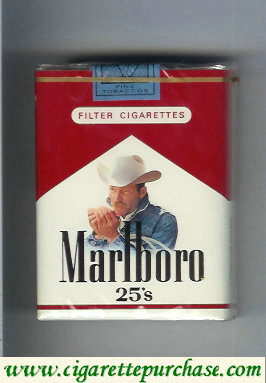 FINE
TOBACCOS
FILTER CIGARETTES
Marlboro
25's
www.cigarettepurchase.com